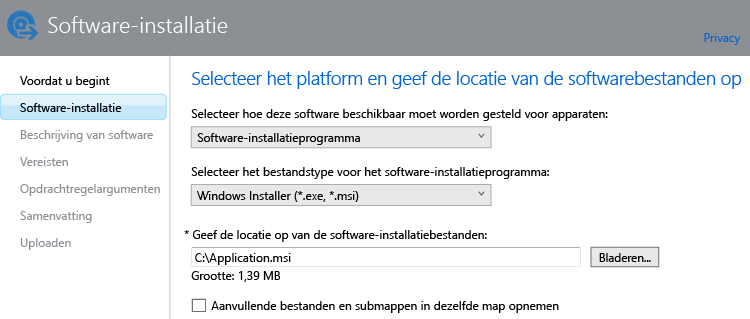 Software-installatie
Privacy
Voordat u begint
Software-installatie
Beschrijving van software
Vereisten
Opdrachtregelargumenten
Samenvatting
Uploaden
Selecteer het platform en geef de locatie van de softwarebestanden op
Selecteer hoe deze software beschikbaar moet worden gesteld voor apparaten:
Software-installatieprogramma
Selecteer het bestandstype voor het software-installatieprogramma:
Windows Installer (*.exe, *.msi)
* Geef de locatie op van de software-installatiebestanden:
C:\Application.msi
Bladeren...
Grootte: 1,39 MB
Aanvullende bestanden en submappen in dezelfde map opnemen